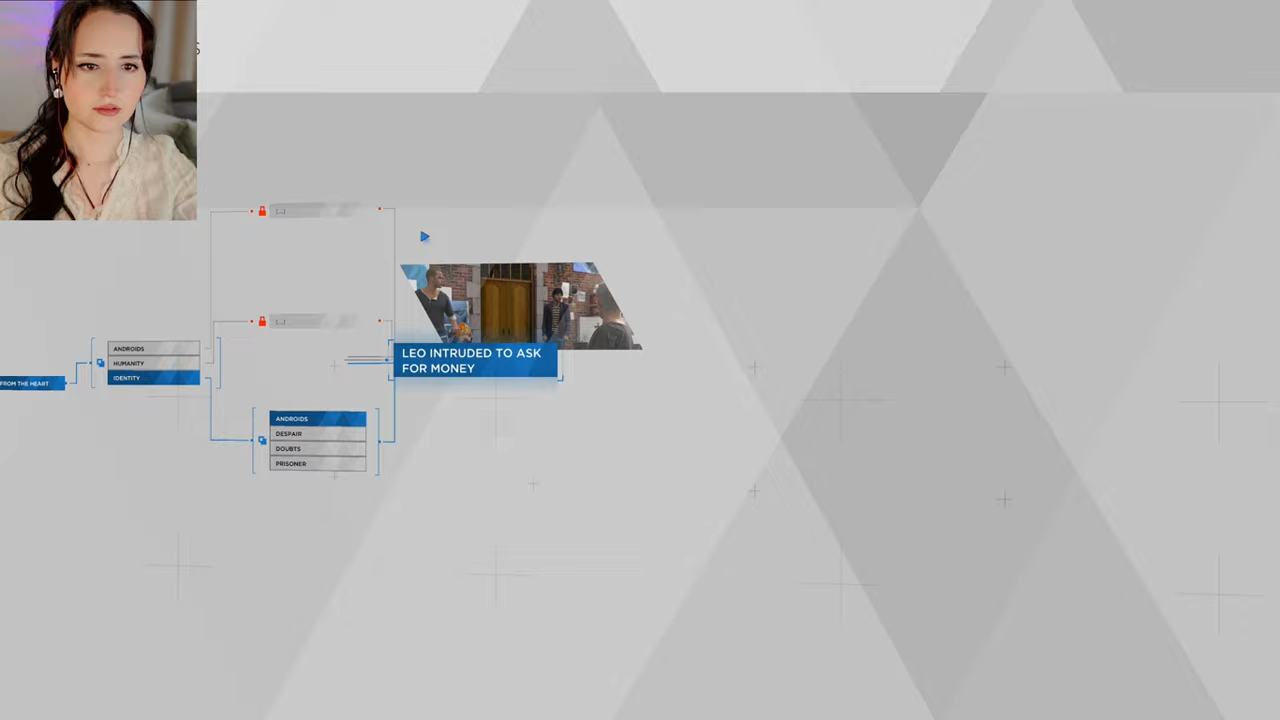 S
[...]
[...]
LEO INTRUDED TO ASK
FOR MONEY
ANDROIDS
HUMANITY
IDENTITY
FROM THE HEART
ANDROIDS
DESPAIR
DOUBTS
PRISONER